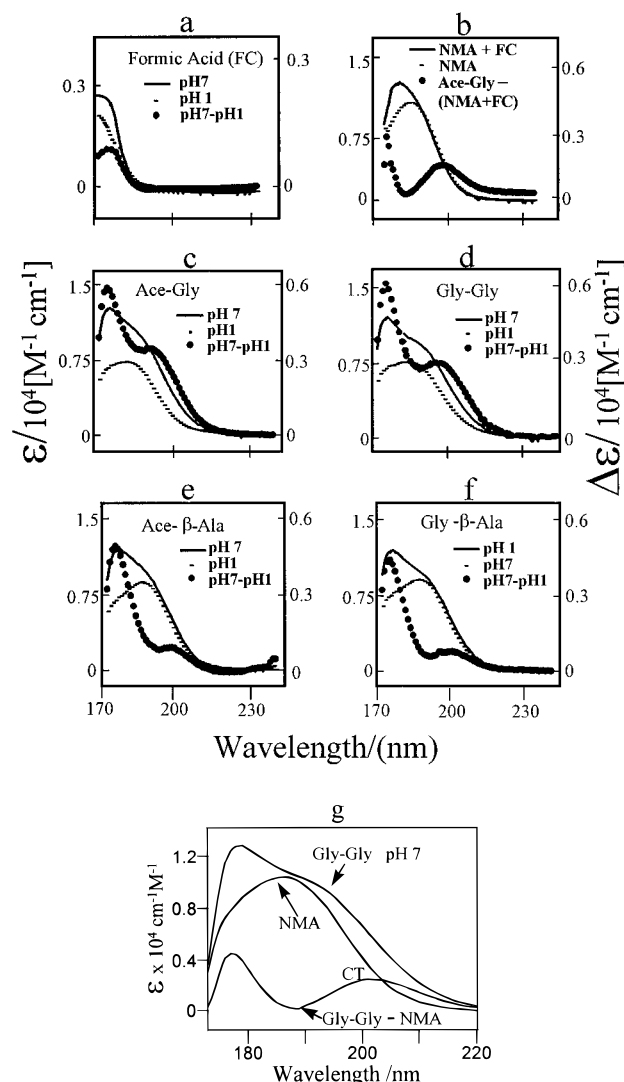 a
Formic Acid (FC)
pH7
pH 1
pH7-pH1
0.3
0
0.3
0
b
NMA + FC
NMA
Ace-Gly –
(NMA+FC)
1.5
0.75
0
0.6
0.3
0
c
Ace-Gly
pH 7
pH1
pH7-pH1
1.5
0.75
0
0.6
0.3
0
d
Gly-Gly
pH 7
pH1
pH7-pH1
1.5
0.75
0
0.6
0.3
0
ε/10⁴[M⁻¹ cm⁻¹]
Δε/10⁴[M⁻¹ cm⁻¹]
e
Ace- β-Ala
pH 7
pH1
pH7-pH1
1.5
0.75
0
0.6
0.3
0
170
200
230
f
Gly -β-Ala
pH 1
pH7
pH7-pH1
1.5
0.75
0
0.6
0.3
0
170
200
230
Wavelength/(nm)
g
Gly-Gly pH 7
NMA
CT
Gly-Gly – NMA
1.2
0.8
0.4
0
180
200
220
ε x 10⁴ cm⁻¹M⁻¹
Wavelength /nm